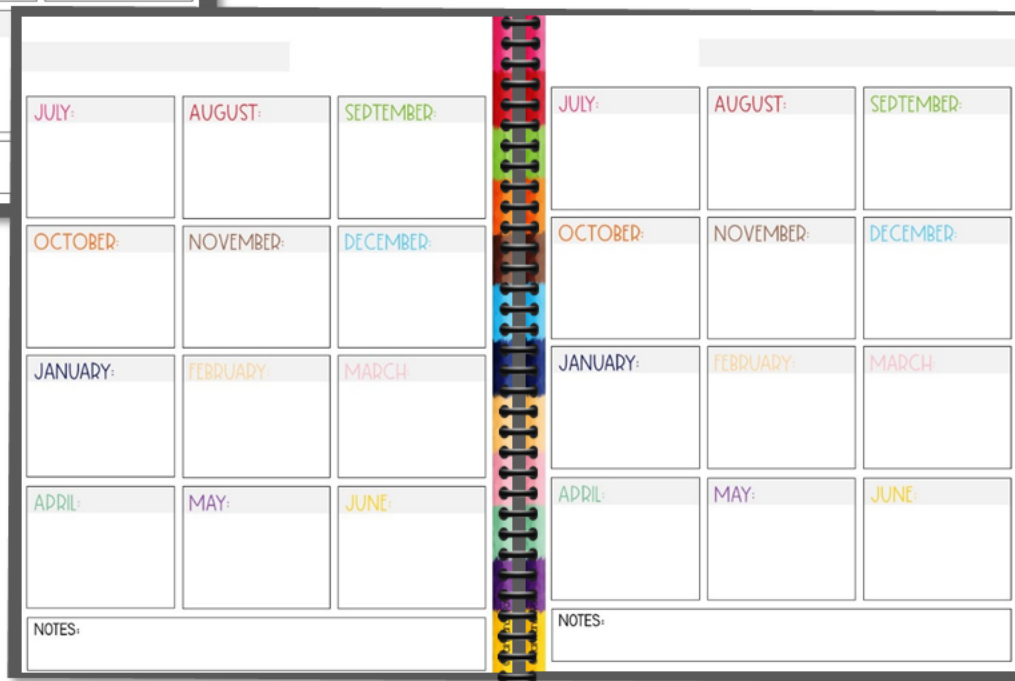 JULY: AUGUST: SEPTEMBER:
OCTOBER: NOVEMBER: DECEMBER:
JANUARY: FEBRUARY: MARCH:
APRIL: MAY: JUNE:
NOTES:
JULY: AUGUST: SEPTEMBER:
OCTOBER: NOVEMBER: DECEMBER:
JANUARY: FEBRUARY: MARCH:
APRIL: MAY: JUNE:
NOTES: